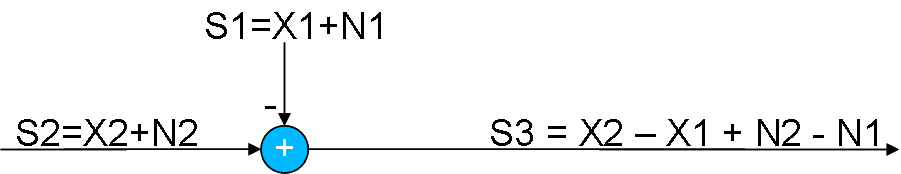 S1=X1+N1
-
S2=X2+N2
+
S3 = X2 – X1 + N2 - N1